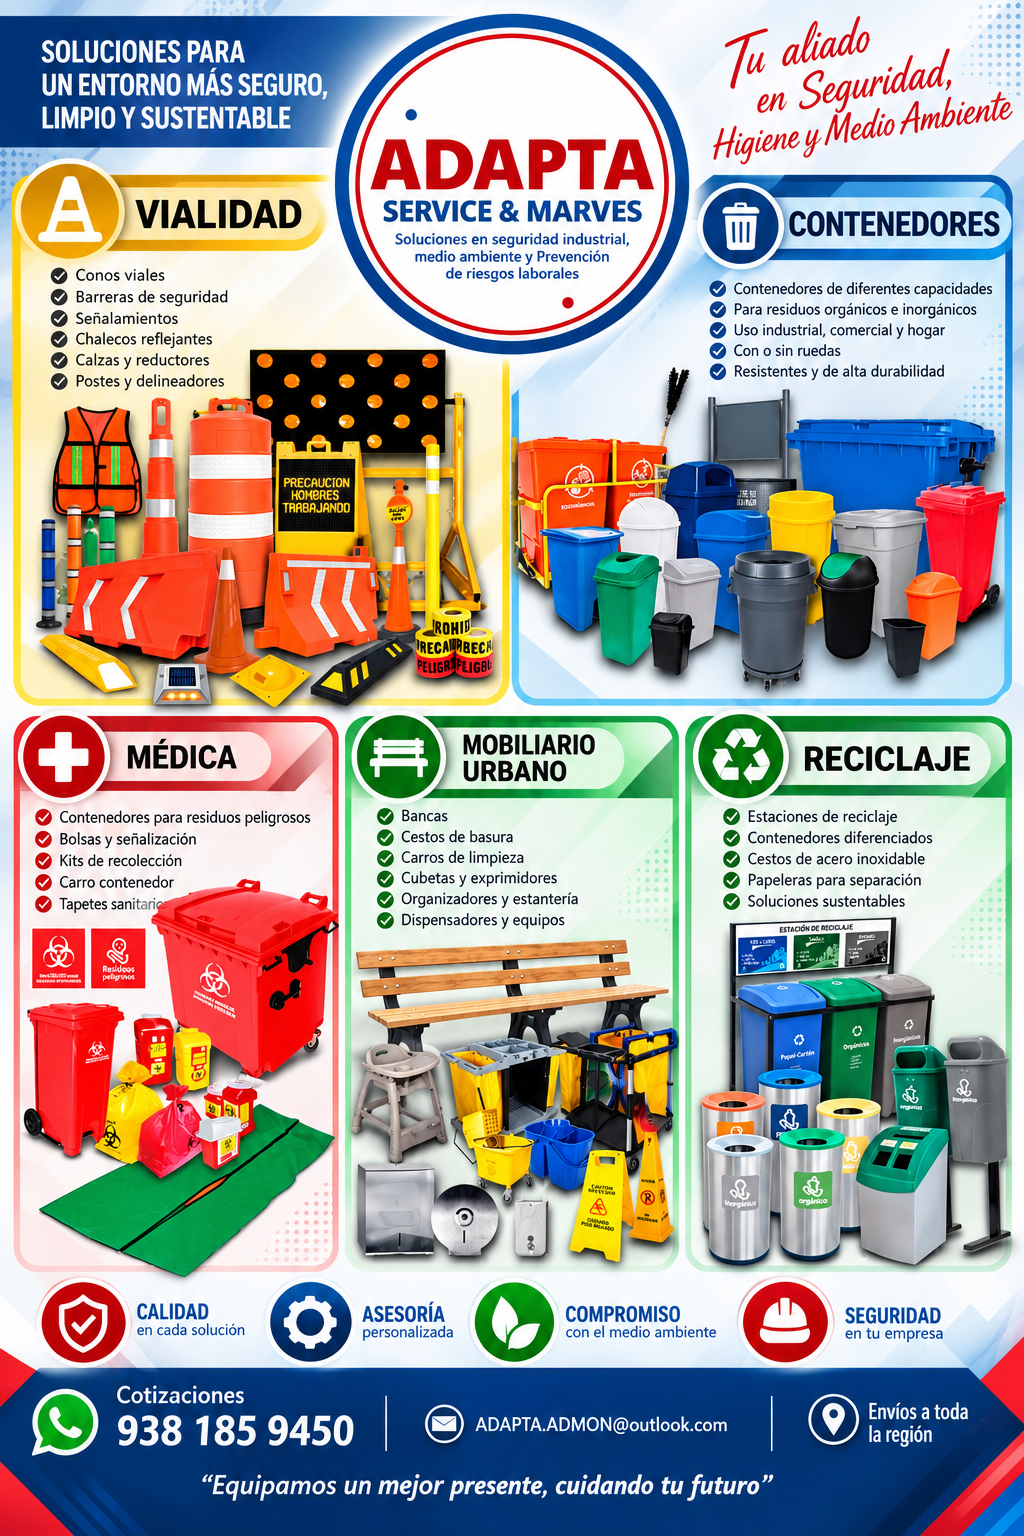 SOLUCIONES PARA
UN ENTORNO MÁS SEGURO,
LIMPIO Y SUSTENTABLE
ADAPTA
SERVICE & MARVES
Soluciones en seguridad industrial,
medio ambiente y Prevención
de riesgos laborales
Tu aliado
en Seguridad,
Higiene y Medio Ambiente
VIALIDAD
Conos viales
Barreras de seguridad
Señalamientos
Chalecos reflejantes
Calzas y reductores
Postes y delineadores
PRECAUCION
HOMBRES
TRABAJANDO
CONTENEDORES
Contenedores de diferentes capacidades
Para residuos orgánicos e inorgánicos
Uso industrial, comercial y hogar
Con o sin ruedas
Resistentes y de alta durabilidad
MÉDICA
Contenedores para residuos peligrosos
Bolsas y señalización
Kits de recolección
Carro contenedor
Tapetes sanitario
Residuos
peligrosos
MOBILIARIO
URBANO
Bancas
Cestos de basura
Carros de limpieza
Cubetas y exprimidores
Organizadores y estantería
Dispensadores y equipos
RECICLAJE
Estaciones de reciclaje
Contenedores diferenciados
Cestos de acero inoxidable
Papeleras para separación
Soluciones sustentables
ESTACIÓN DE RECICLAJE
CALIDAD
en cada solución
ASESORÍA
personalizada
COMPROMISO
con el medio ambiente
SEGURIDAD
en tu empresa
Cotizaciones
938 185 9450
ADAPTA.ADMON@outlook.com
Envíos a toda
la región
“Equipamos un mejor presente, cuidando tu futuro”